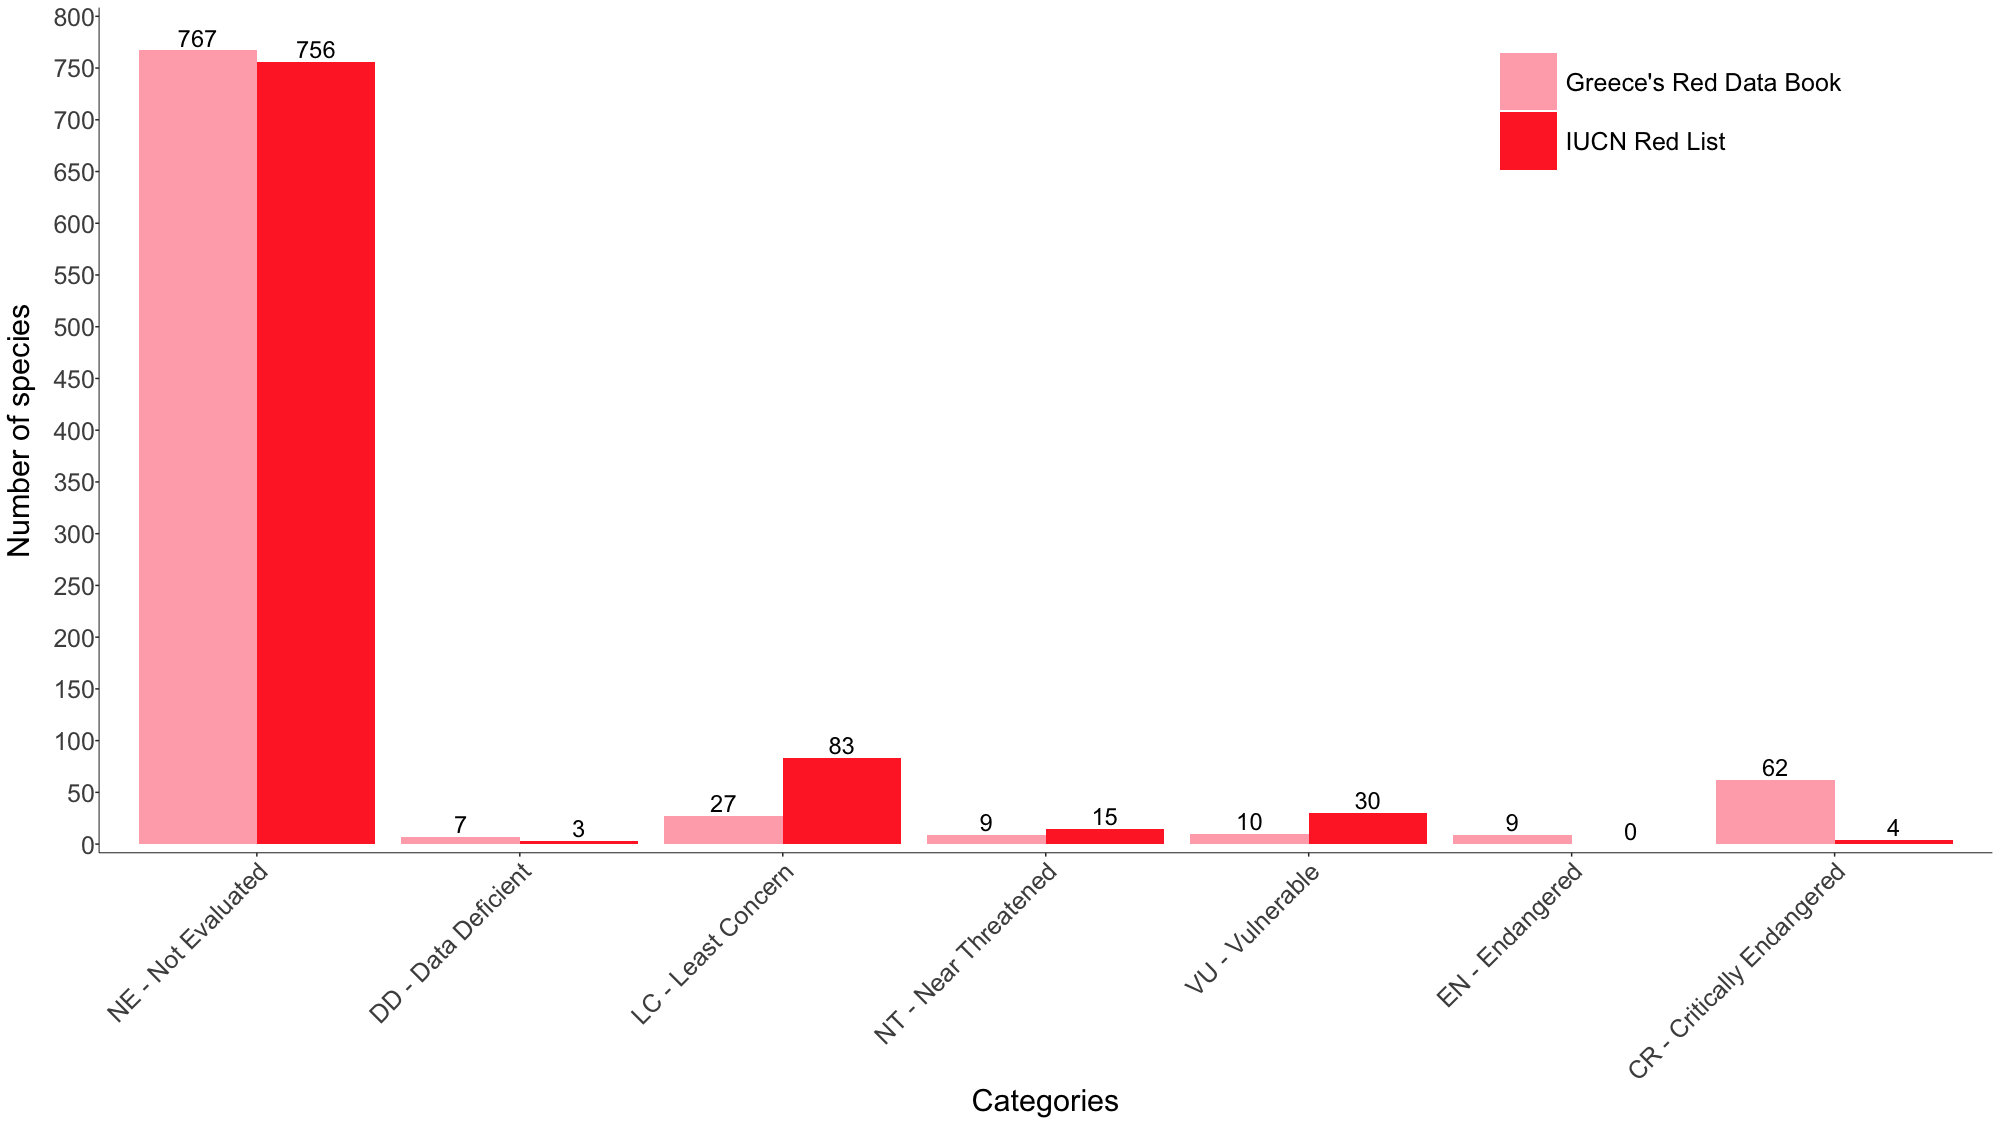 800
750
700
650
600
550
500
450
400
350
300
250
200
150
100
50
0
Number of species
767
756
7
3
27
83
9
15
10
30
9
0
62
4
Greece's Red Data Book
IUCN Red List
NE - Not Evaluated
DD - Data Deficient
LC - Least Concern
NT - Near Threatened
VU - Vulnerable
EN - Endangered
CR - Critically Endangered
Categories